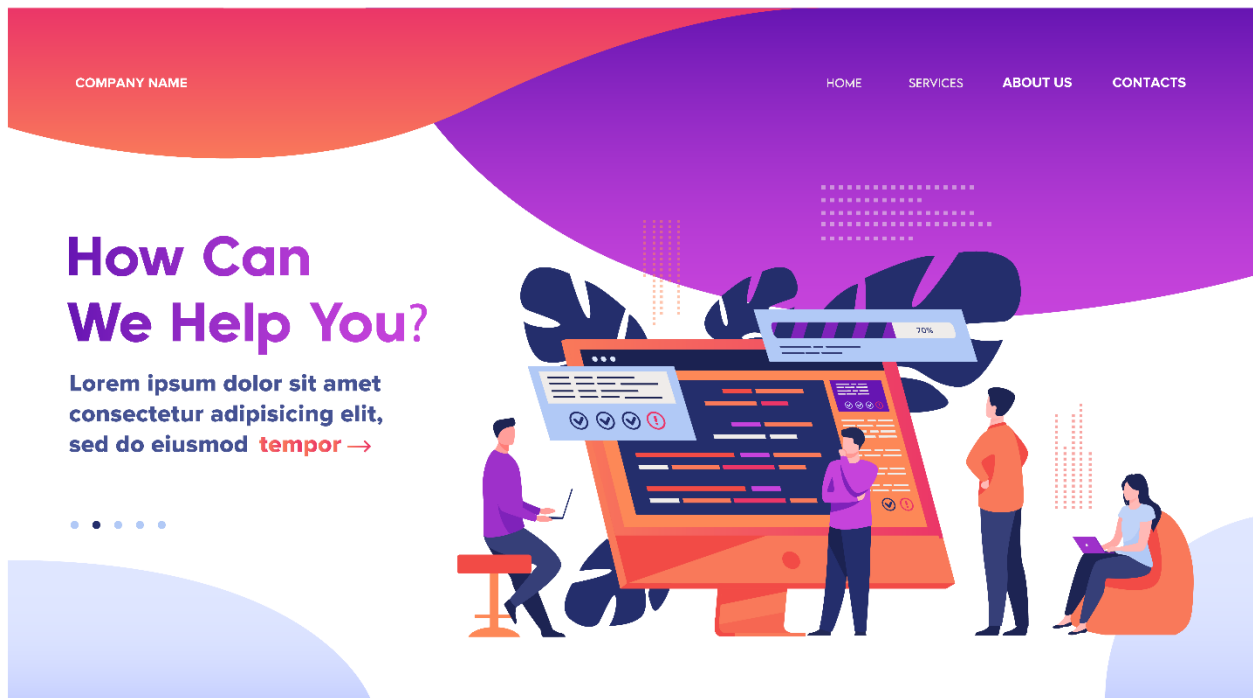 COMPANY NAME
HOME SERVICES ABOUT US CONTACTS
How Can
We Help You?
Lorem ipsum dolor sit amet
consectetur adipisicing elit,
sed do eiusmod tempor →
70%